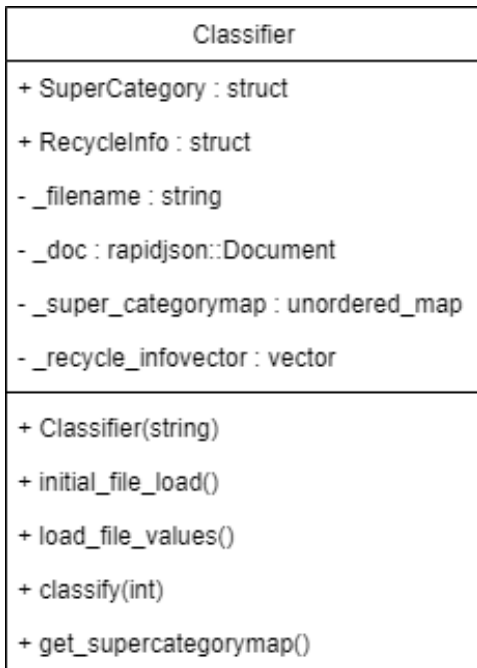 Classifier
+ SuperCategory : struct
+ RecycleInfo : struct
- _filename : string
- _doc : rapidjson::Document
- _super_categorymap : unordered_map
- _recycle_infovector : vector
+ Classifier(string)
+ initial_file_load()
+ load_file_values()
+ classify(int)
+ get_supercategorymap()